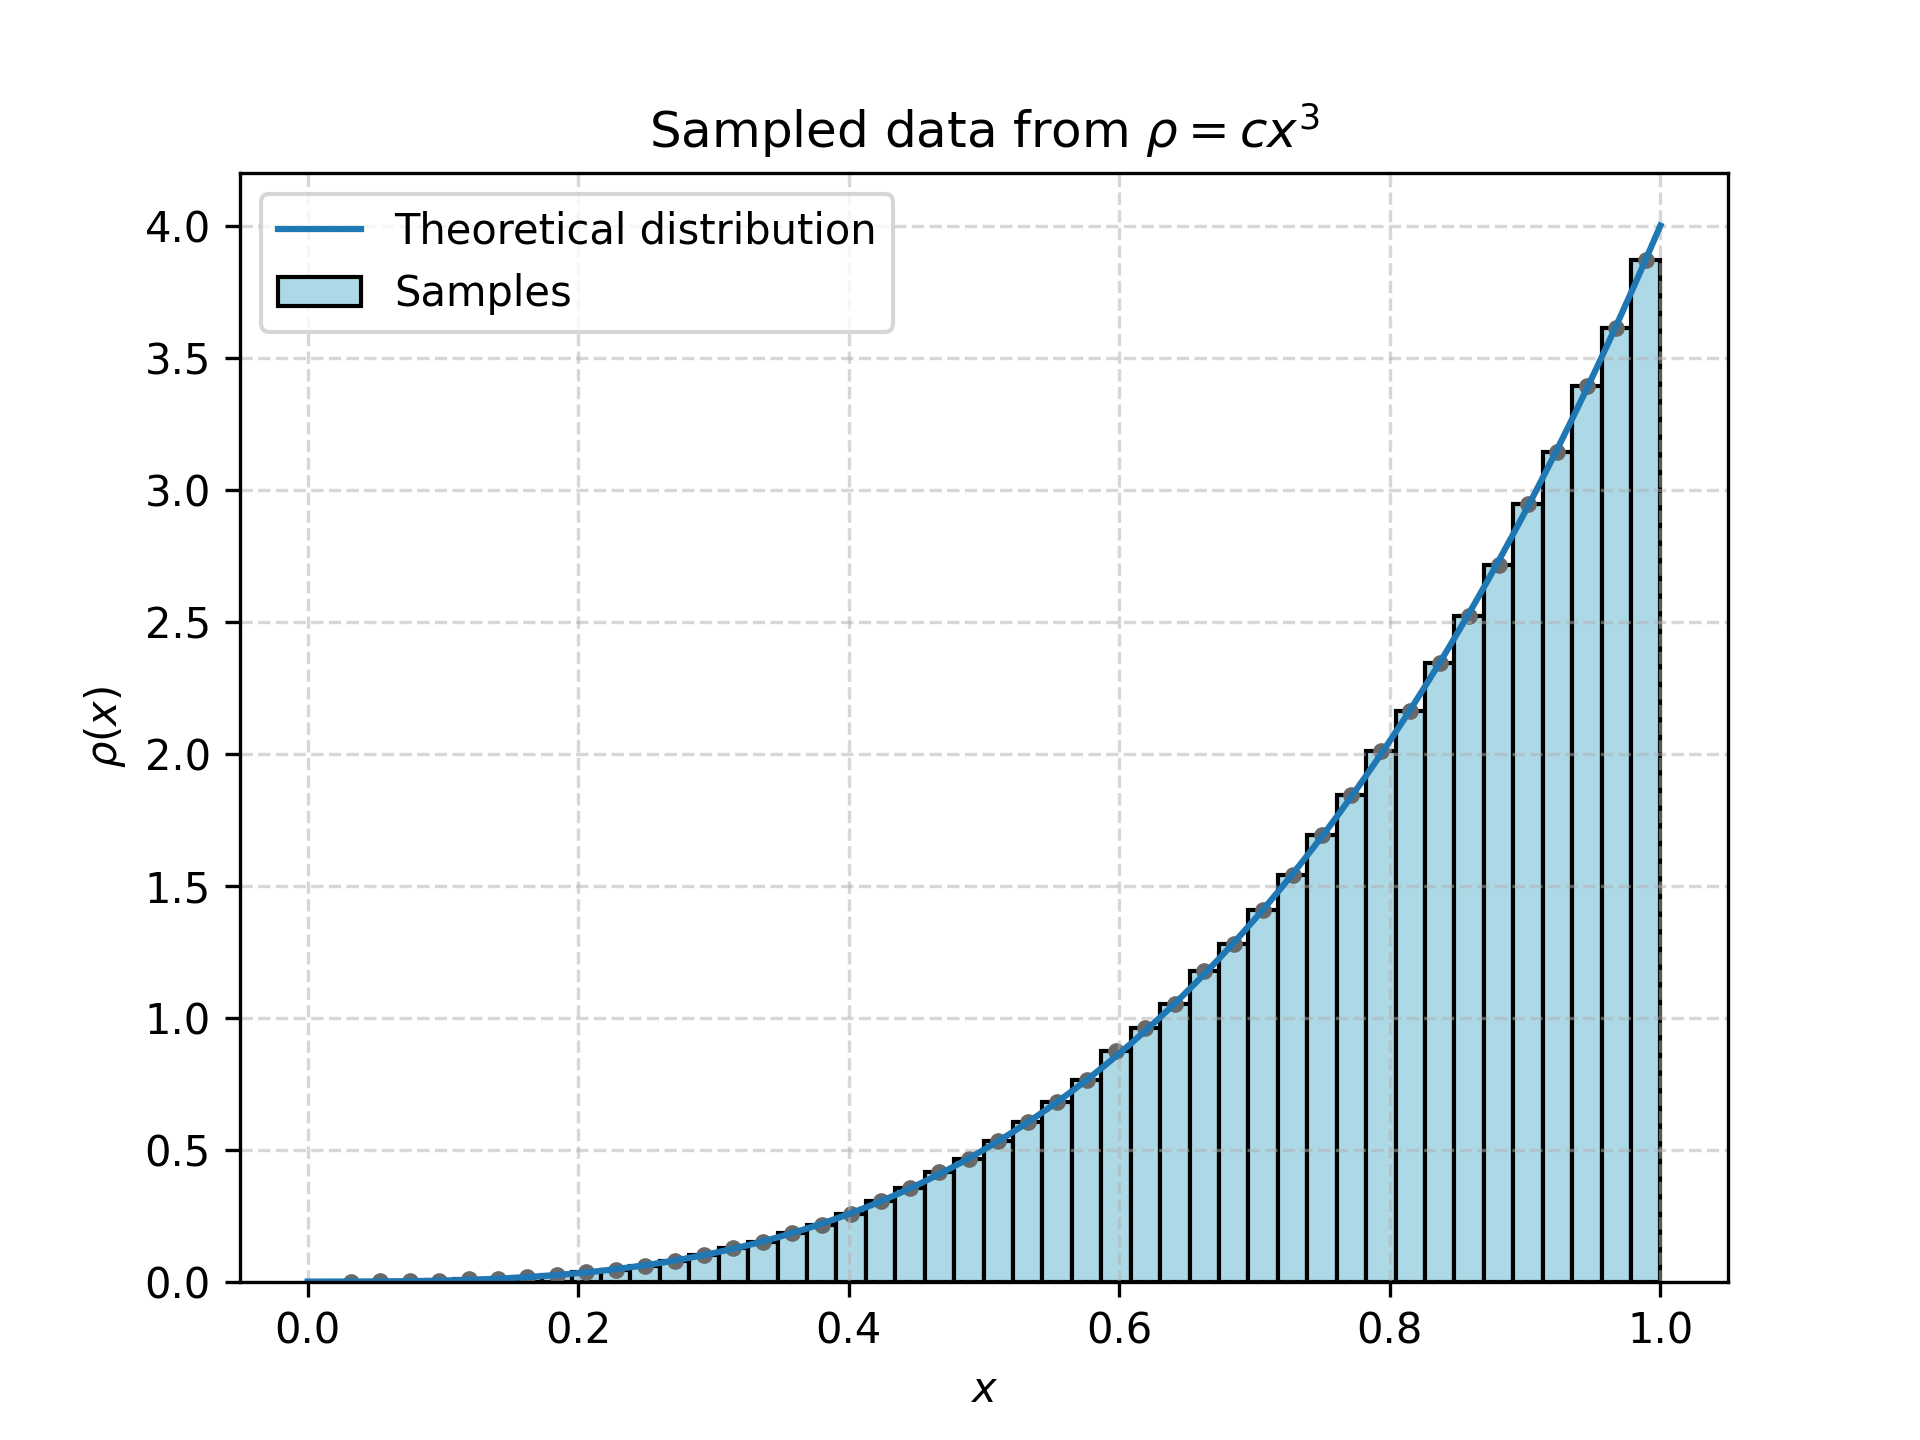 Sampled data from ρ = cx³
Theoretical distribution
Samples
4.0
3.5
3.0
2.5
2.0
1.5
1.0
0.5
0.0
ρ(x)
0.0 0.2 0.4 0.6 0.8 1.0
x